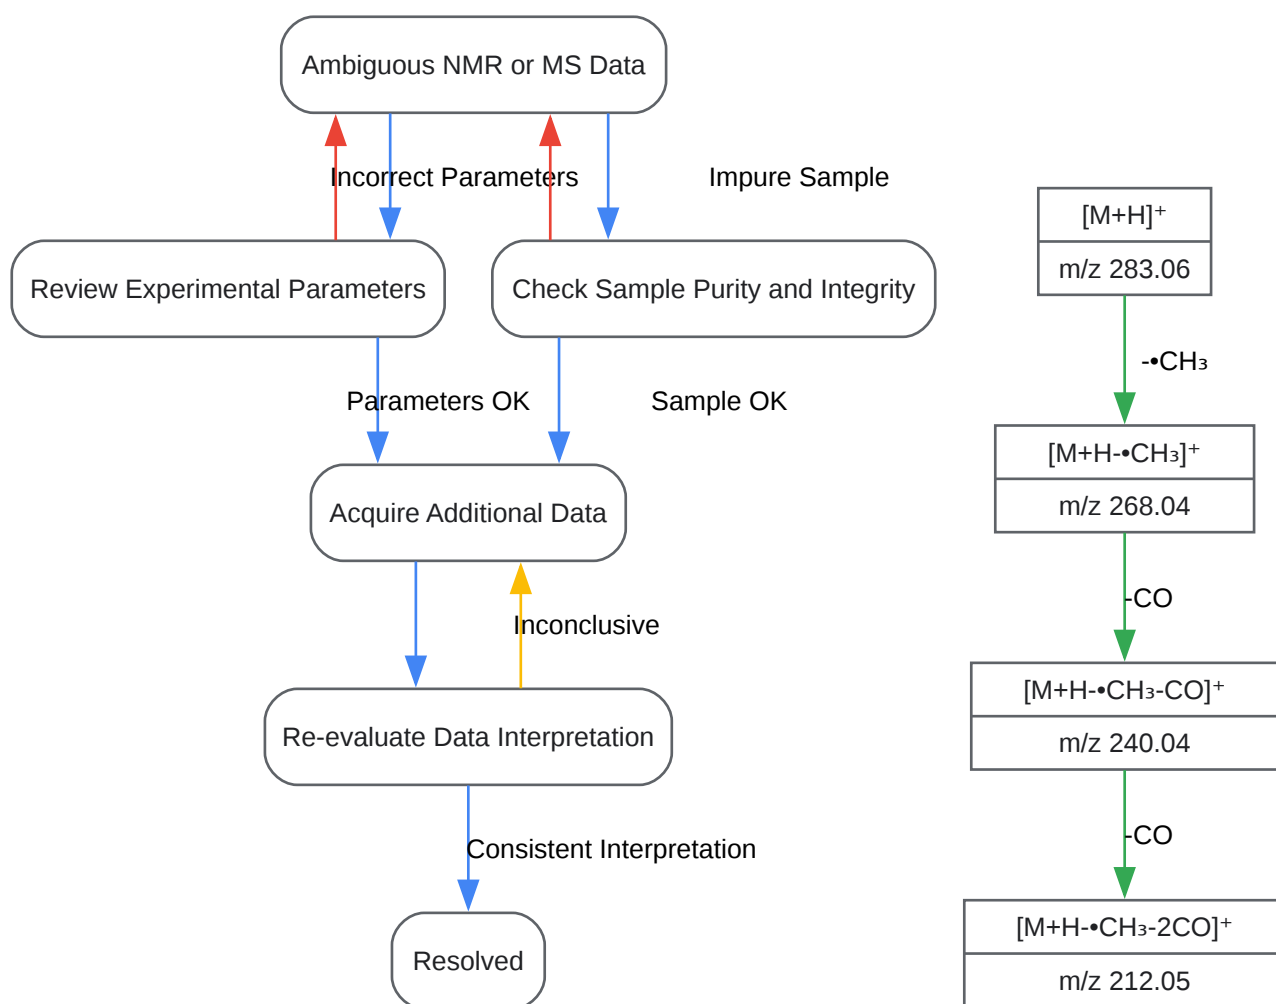 Ambiguous NMR or MS Data
Incorrect Parameters
Impure Sample
Review Experimental Parameters
Check Sample Purity and Integrity
Parameters OK
Sample OK
Acquire Additional Data
Inconclusive
Re-evaluate Data Interpretation
Consistent Interpretation
Resolved
[M+H]⁺
m/z 283.06
-•CH₃
[M+H-•CH₃]⁺
m/z 268.04
-CO
[M+H-•CH₃-CO]⁺
m/z 240.04
-CO
[M+H-•CH₃-2CO]⁺
m/z 212.05